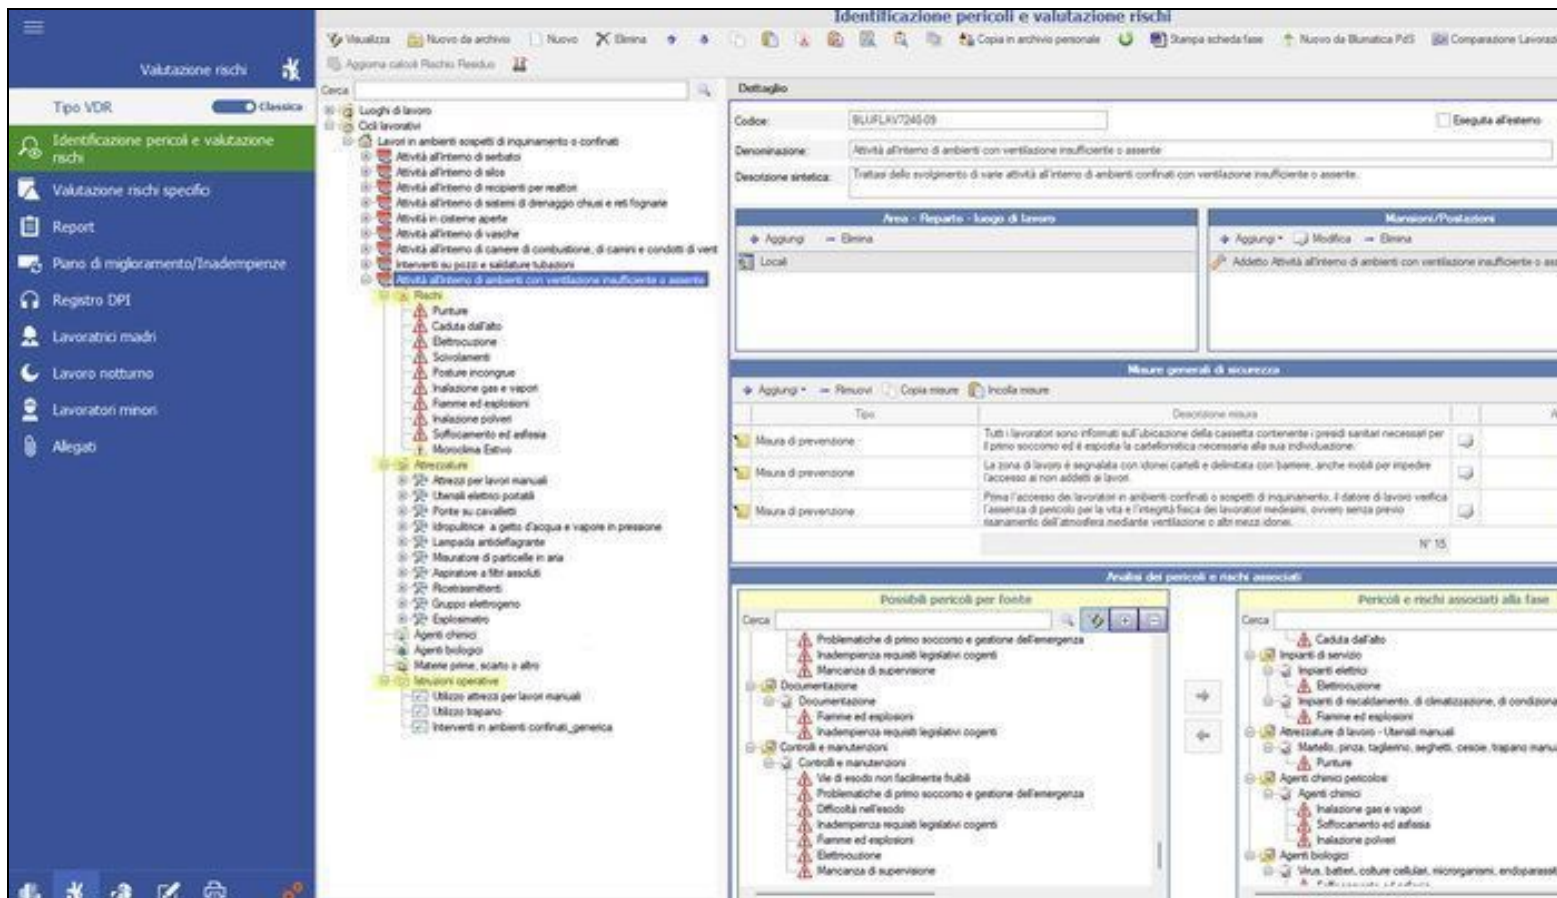 Identificazione pericoli e valutazione rischi
Visualizza Nuovo da archivio Nuovo Elimina Copia in archivio personale Stampa scheda fase Nuovo da Blumatica PdS Comparazione Lavorazi
Aggiorna calcoli Rischio Residuo
Valutazione rischi
Tipo VDR Classica
Identificazione pericoli e valutazione
rischi
Valutazione rischi specifici
Report
Piano di miglioramento/Inadempienze
Registro DPI
Lavoratrici madri
Lavoro notturno
Lavoratori minori
Allegati
Cerca
Luoghi di lavoro
Cicli lavorativi
Lavori in ambienti sospetti di inquinamento o confinati
Attività all'interno di serbatoi
Attività all'interno di silos
Attività all'interno di recipienti per reattori
Attività all'interno di sistemi di drenaggio chiusi e reti fognarie
Attività in cisterne aperte
Attività all'interno di vasche
Attività all'interno di camere di combustione, di camini e condotti di vent
Interventi su pozzi e saldature tubazioni
Attività all'interno di ambienti con ventilazione insufficiente o assente
Rischi
Punture
Caduta dall'alto
Elettrocuzione
Scivolamenti
Posture incongrue
Inalazione gas e vapori
Fiamme ed esplosioni
Inalazione polveri
Soffocamento ed asfissia
Microclima Estivo
Attrezzature
Attrezzi per lavori manuali
Utensili elettrici portatili
Ponte su cavalletti
Idropulitrice a getto d'acqua e vapore in pressione
Lampada antideflagrante
Misuratore di particelle in aria
Aspiratore a filtri assoluti
Ricetrasmittenti
Gruppo elettrogeno
Esplosimetro
Agenti chimici
Agenti biologici
Materie prime, scarto o altro
Istruzioni operative
Utilizzo attrezzi per lavori manuali
Utilizzo trapano
Interventi in ambienti confinati_generica
Dettaglio
Codice: BLUFLAV7240-09 Eseguita all'esterno
Denominazione: Attività all'interno di ambienti con ventilazione insufficiente o assente
Descrizione sintetica: Trattasi dello svolgimento di varie attività all'interno di ambienti confinati con ventilazione insufficiente o assente.
Area - Reparto - luogo di lavoro
Aggiungi Elimina
Locali
Mansioni/Postazioni
Aggiungi Modifica Elimina
Addetto Attività all'interno di ambienti con ventilazione insufficiente o ass
Misure generali di sicurezza
Aggiungi Rimuovi Copia misure Incolla misure
Tipo Descrizione misura A
Misura di prevenzione Tutti i lavoratori sono informati sull'ubicazione della cassetta contenente i presidi sanitari necessari per
il primo soccorso ed è esposta la cartellonistica necessaria alla sua individuazione.
Misura di prevenzione La zona di lavoro è segnalata con idonei cartelli e delimitata con barriere, anche mobili per impedire
l'accesso ai non addetti ai lavori.
Misura di prevenzione Prima l'accesso dei lavoratori in ambienti confinati o sospetti di inquinamento, il datore di lavoro verifica
l'assenza di pericolo per la vita e l'integrità fisica dei lavoratori medesimi, ovvero senza previo
risanamento dell'atmosfera mediante ventilazione o altri mezzi idonei.
N° 15
Analisi dei pericoli e rischi associati
Possibili pericoli per fonte
Cerca
Problematiche di primo soccorso e gestione dell'emergenza
Inadempienza requisiti legislativi cogenti
Mancanza di supervisione
Documentazione
Documentazione
Fiamme ed esplosioni
Inadempienza requisiti legislativi cogenti
Controlli e manutenzioni
Controlli e manutenzioni
Vie di esodo non facilmente fruibili
Problematiche di primo soccorso e gestione dell'emergenza
Difficoltà nell'esodo
Inadempienza requisiti legislativi cogenti
Fiamme ed esplosioni
Elettrocuzione
Mancanza di supervisione
Pericoli e rischi associati alla fase
Cerca
Caduta dall'alto
Impianti di servizio
Impianti elettrici
Elettrocuzione
Impianti di riscaldamento, di climatizzazione, di condiziona
Fiamme ed esplosioni
Attrezzature di lavoro - Utensili manuali
Martello, pinza, taglierino, seghetti, cesoie, trapano manu
Punture
Agenti chimici pericolosi
Agenti chimici
Inalazione gas e vapori
Soffocamento ed asfissia
Inalazione polveri
Agenti biologici
Virus, batteri, colture cellulari, microrganismi, endoparassit